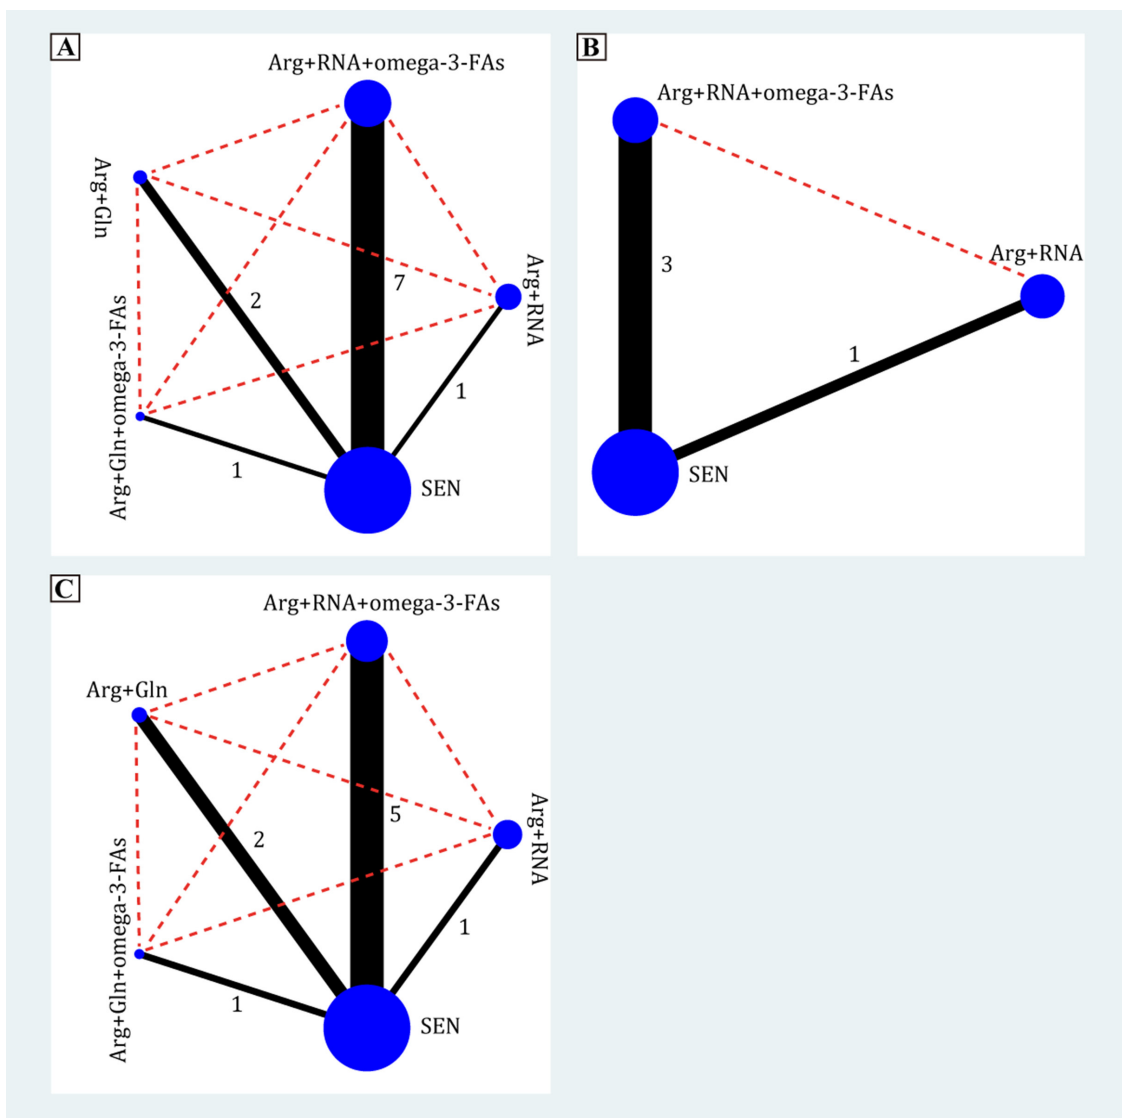 A
Arg+RNA+omega-3-FAs
Arg+Gln
2
7
Arg+RNA
Arg+Gln+omega-3-FAs
1
1
SEN
B
Arg+RNA+omega-3-FAs
Arg+RNA
3
1
SEN
C
Arg+RNA+omega-3-FAs
Arg+Gln
5
2
Arg+RNA
Arg+Gln+omega-3-FAs
1
1
SEN